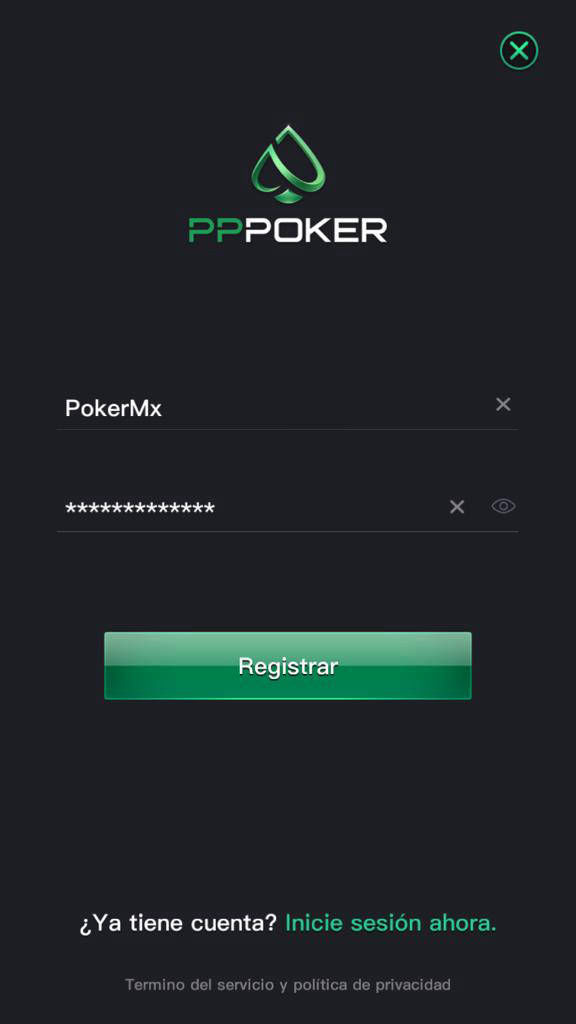 PPPOKER
PokerMx
*************
Registrar
¿Ya tiene cuenta? Inicie sesión ahora.
Termino del servicio y política de privacidad